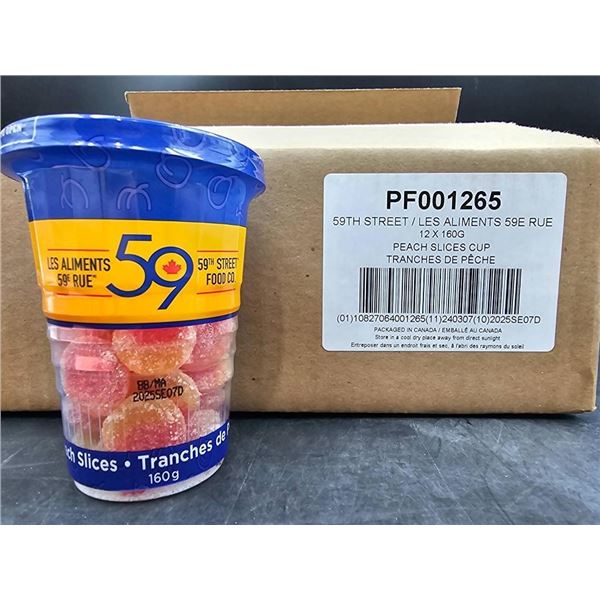 LES ALIMENTS
59E RUE™
59
59TH STREET
FOOD CO.
BB/MA
2025SE07D
ch Slices • Tranches de P
160g
PF001265
59TH STREET / LES ALIMENTS 59E RUE
12 X 160G
PEACH SLICES CUP
TRANCHES DE PÊCHE
(01)10827064001265(11)240307(10)2025SE07D
PACKAGED IN CANADA / EMBALLÉ AU CANADA
Store in a cool dry place away from direct sunlight
Entreposer dans un endroit frais et sec, à l'abri des rayons du soleil